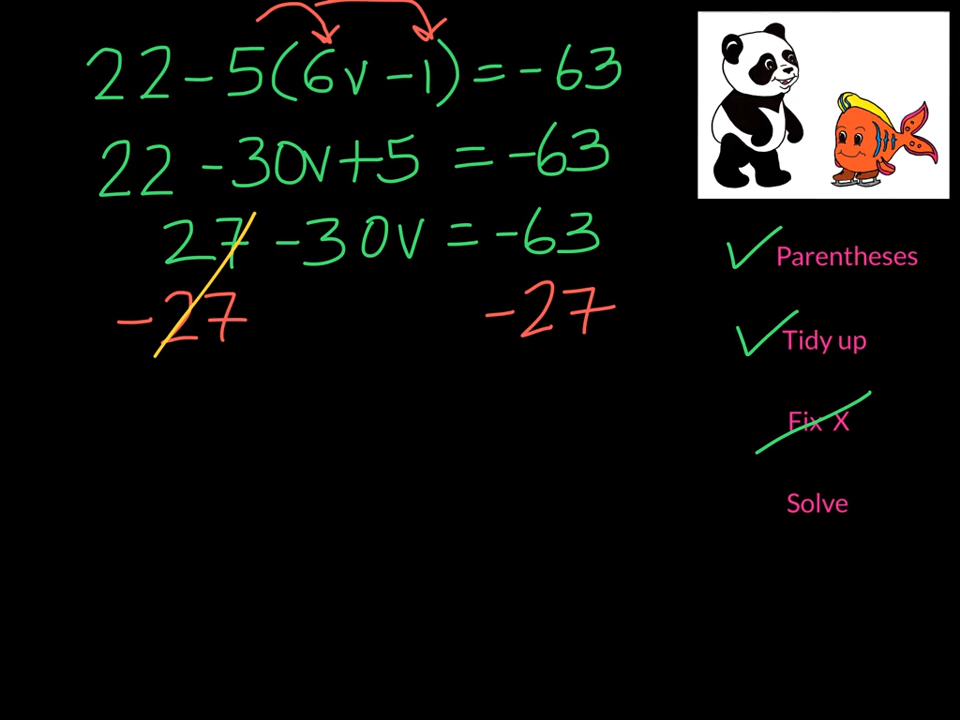 22 - 5(6v - 1) = -63
22 - 30v + 5 = -63
27 - 30v = -63
-27 -27
Parentheses
Tidy up
Fix X
Solve